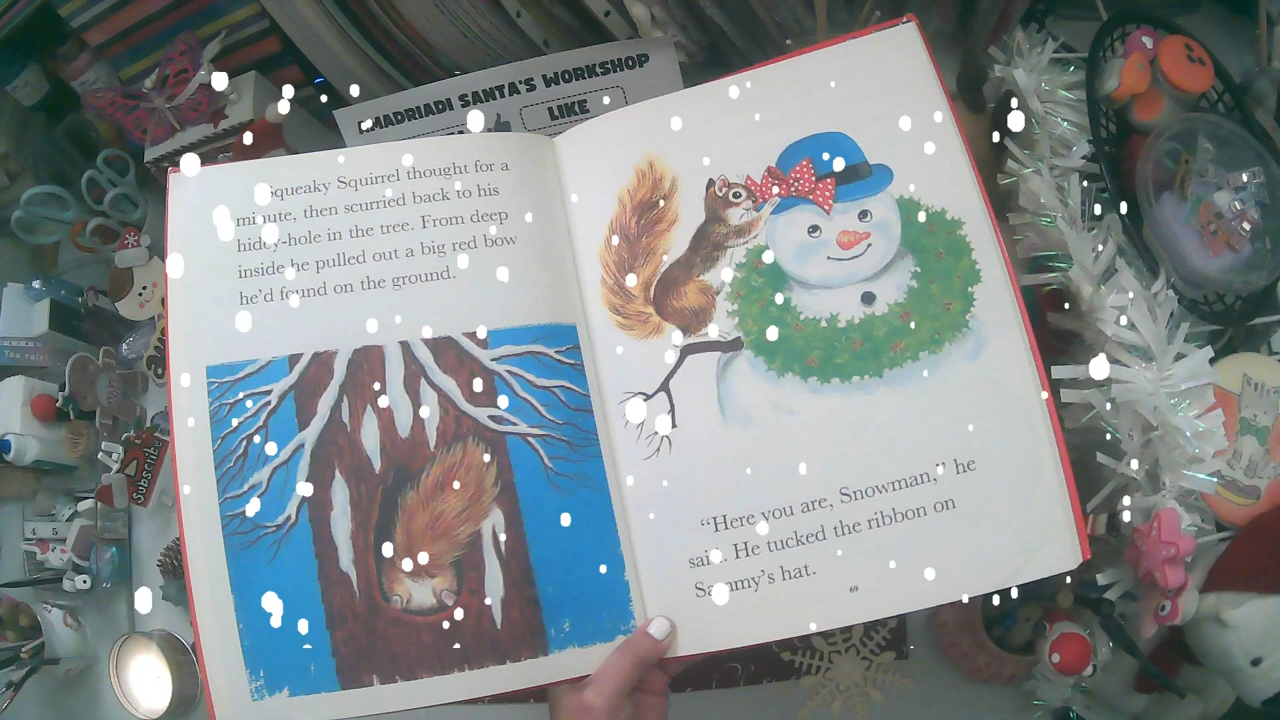 MADRIADI SANTA'S WORKSHOP
LIKE
Squeaky Squirrel thought for a
minute, then scurried back to his
hidey-hole in the tree. From deep
inside he pulled out a big red bow
he'd found on the ground.
"Here you are, Snowman," he
said. He tucked the ribbon on
Sammy's hat.
69
Subscribe